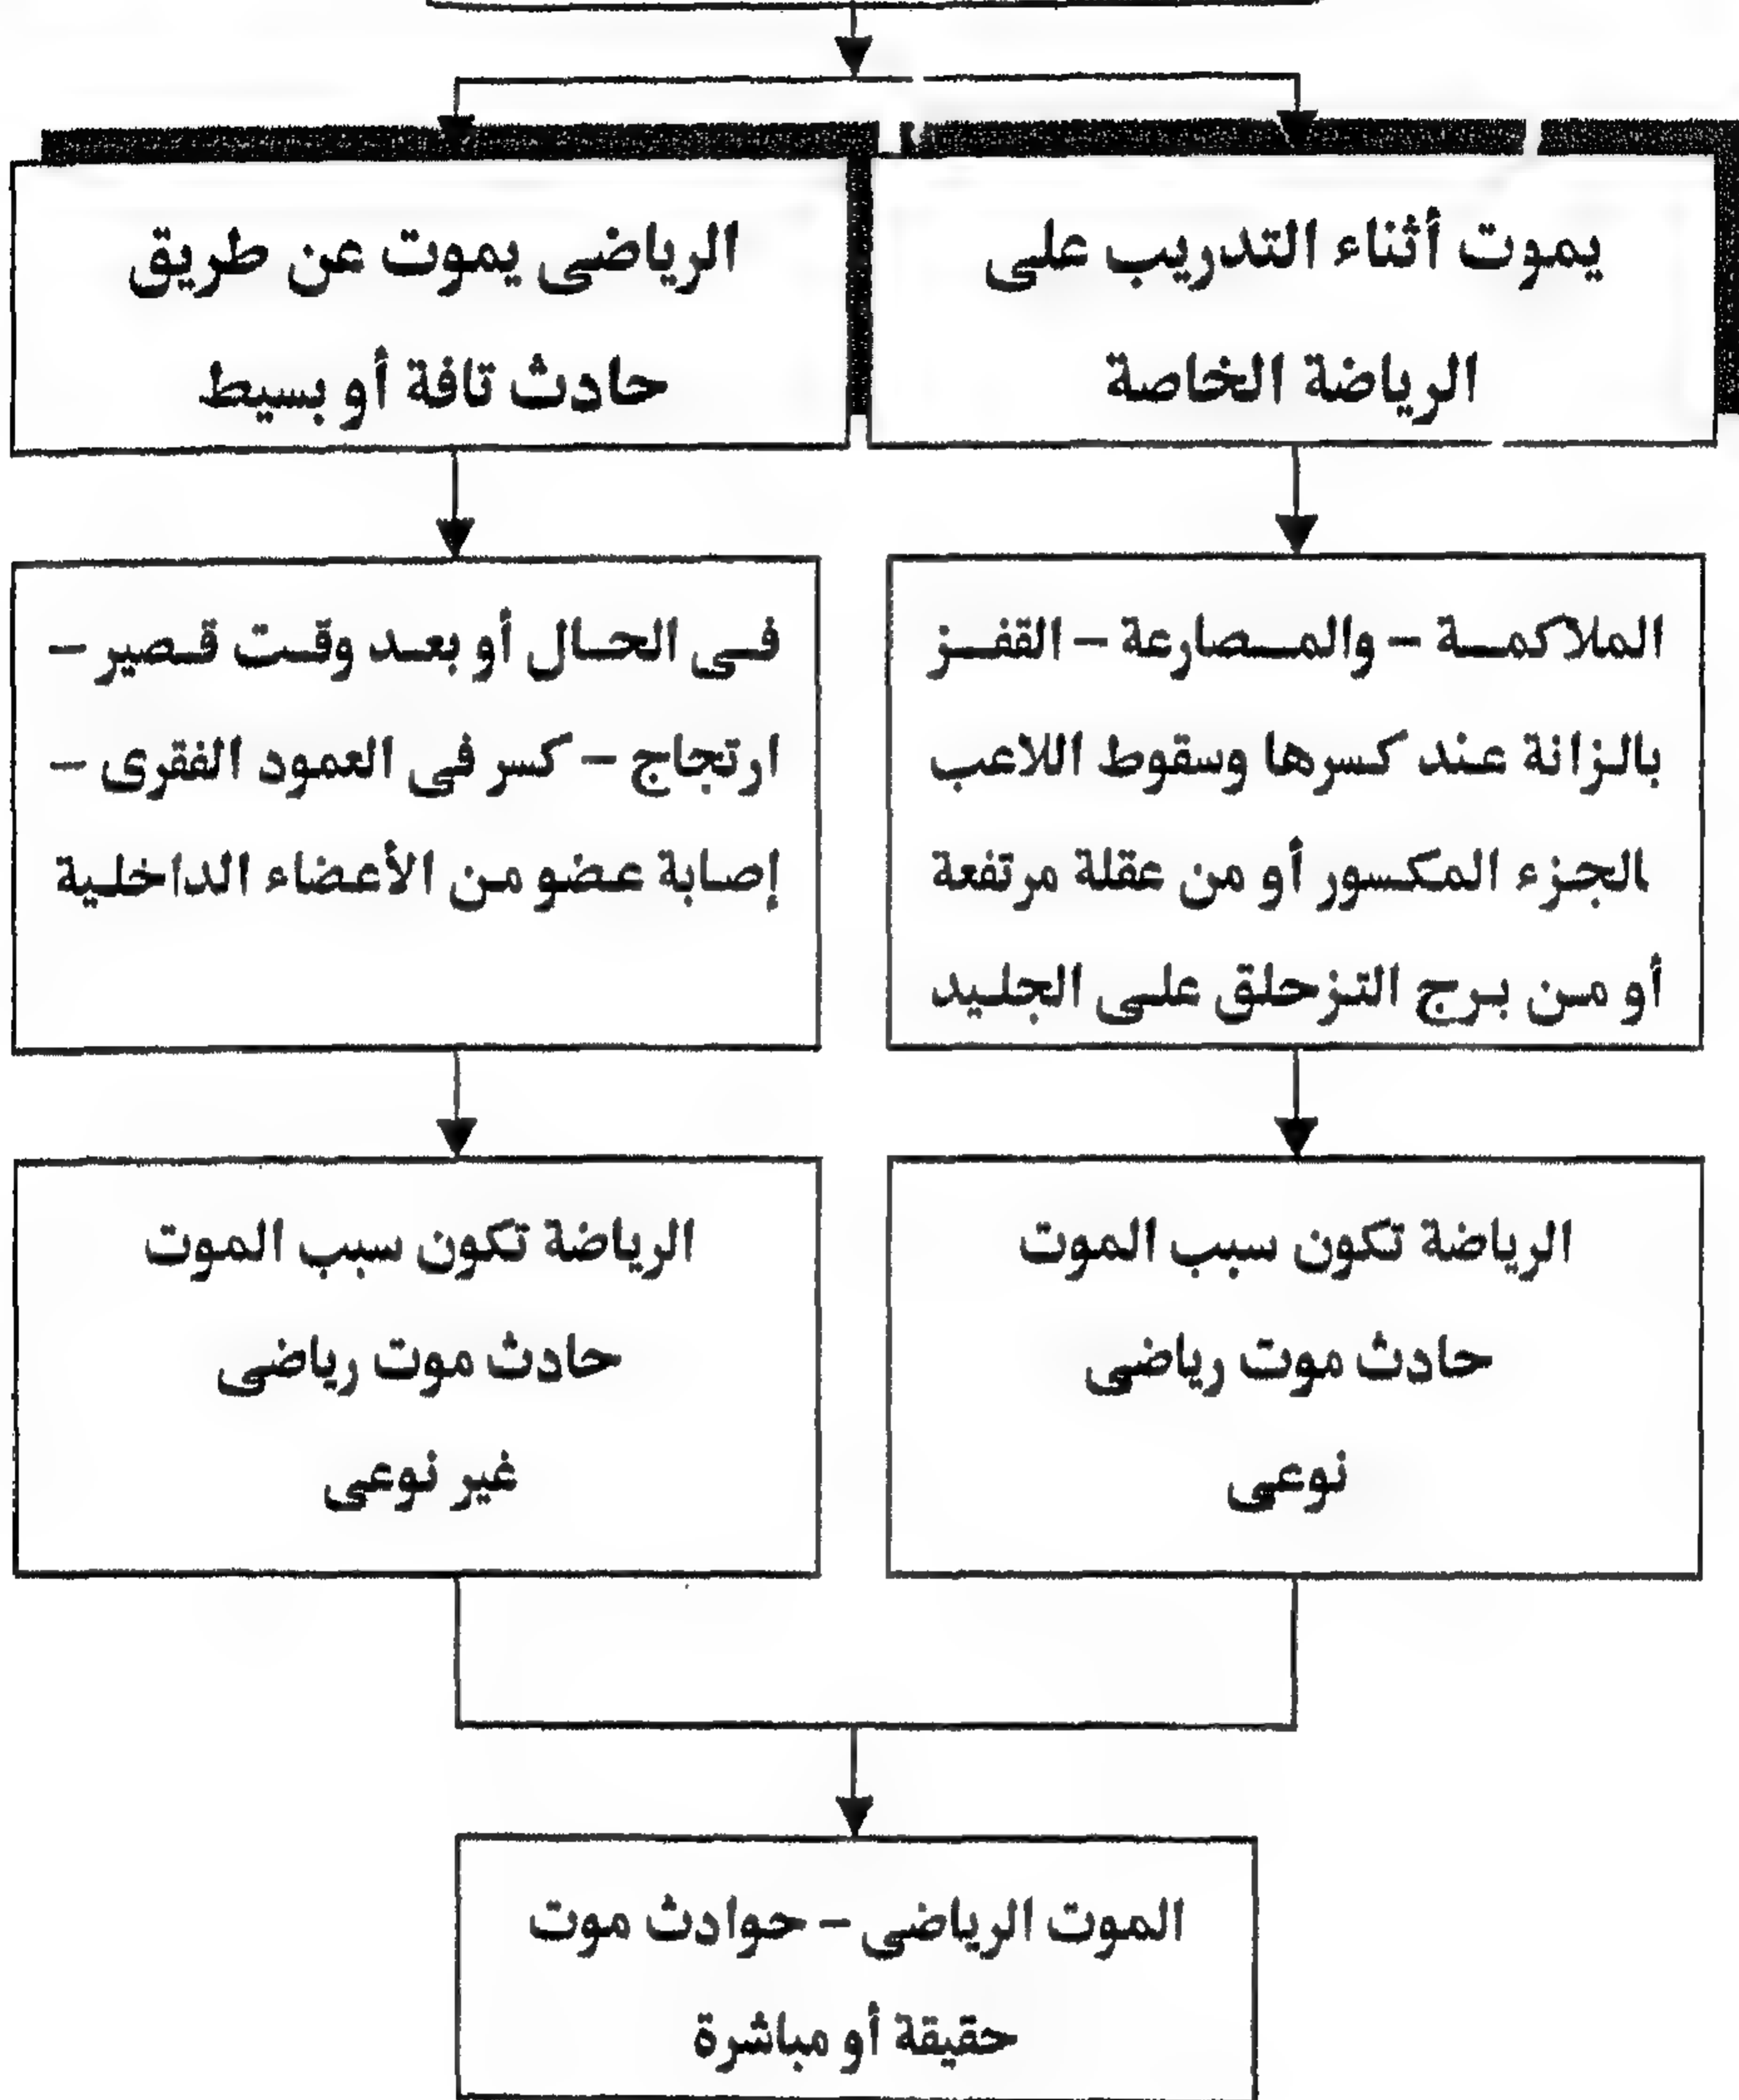 يموت أثناء التدريب على
الرياضة الخاصة
الرياضى يموت عن طريق
حادث تافة أو بسيط
الملاكمة – والمصارعة – القفز
بالزانة عند كسرها وسقوط اللاعب
بالجزء المكسور أو من عقلة مرتفعة
أو من برج التزحلق على الجليد
فى الحال أو بعد وقت قصير –
ارتجاج – كسر فى العمود الفقرى –
إصابة عضو من الأعضاء الداخلية
الرياضة تكون سبب الموت
حادث موت رياضى
نوعى
الرياضة تكون سبب الموت
حادث موت رياضى
غير نوعى
الموت الرياضى – حوادث موت
حقيقة أو مباشرة